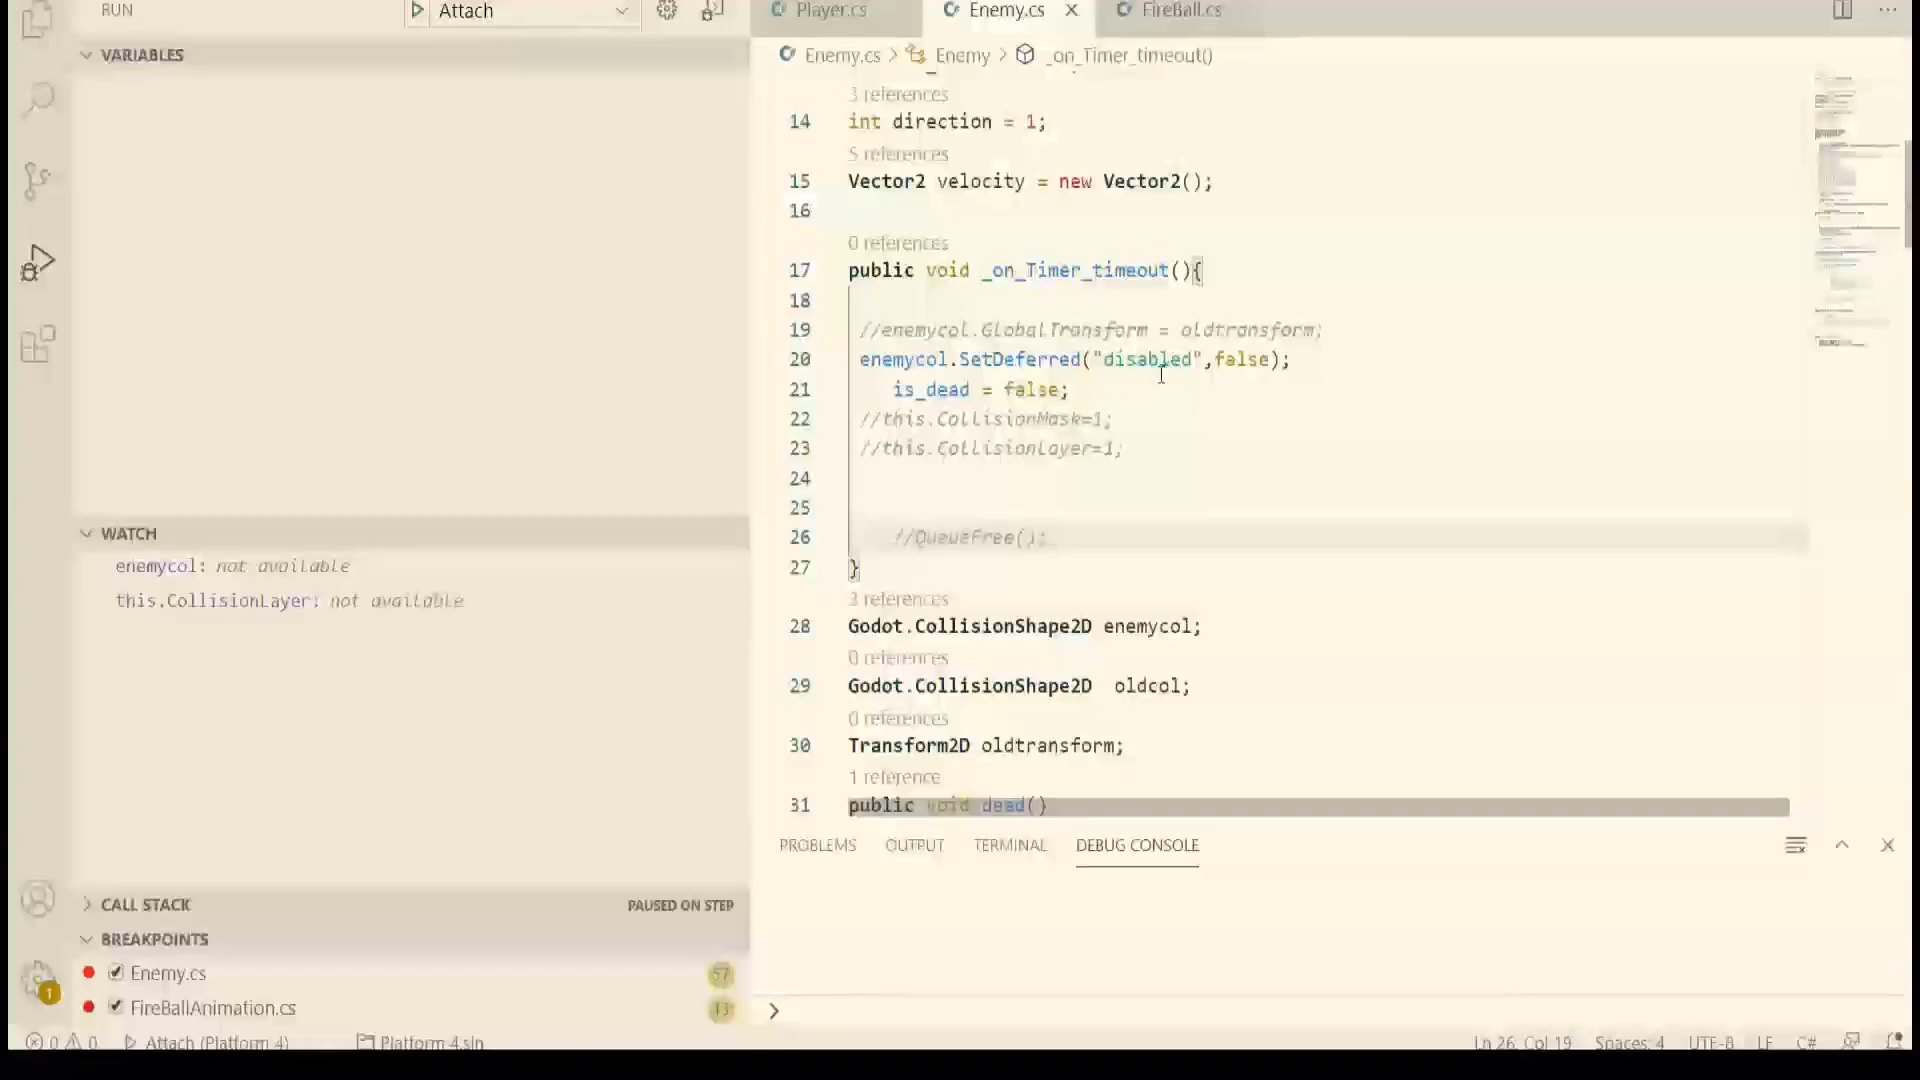 RUN
Attach
Player.cs
Enemy.cs
FireBall.cs
VARIABLES
Enemy.cs > Enemy > _on_Timer_timeout()
3 references
14 int direction = 1;
5 references
15 Vector2 velocity = new Vector2();
16
0 references
17 public void _on_Timer_timeout(){
18
19 //enemycol.GlobalTransform = oldtransform;
20 enemycol.SetDeferred("disabled",false);
21 is_dead = false;
22 //this.CollisionMask=1;
23 //this.CollisionLayer=1;
24
25
26 //QueueFree();
27 }
3 references
28 Godot.CollisionShape2D enemycol;
0 references
29 Godot.CollisionShape2D oldcol;
0 references
30 Transform2D oldtransform;
1 reference
31 public void dead()
WATCH
enemycol: not available
this.CollisionLayer: not available
CALL STACK
PAUSED ON STEP
BREAKPOINTS
Enemy.cs
57
FireBallAnimation.cs
13
1
PROBLEMS
OUTPUT
TERMINAL
DEBUG CONSOLE
>
0 0
Attach (Platform 4)
Platform 4.sln
Ln 26, Col 19
Spaces: 4
UTF-8
LF
C#